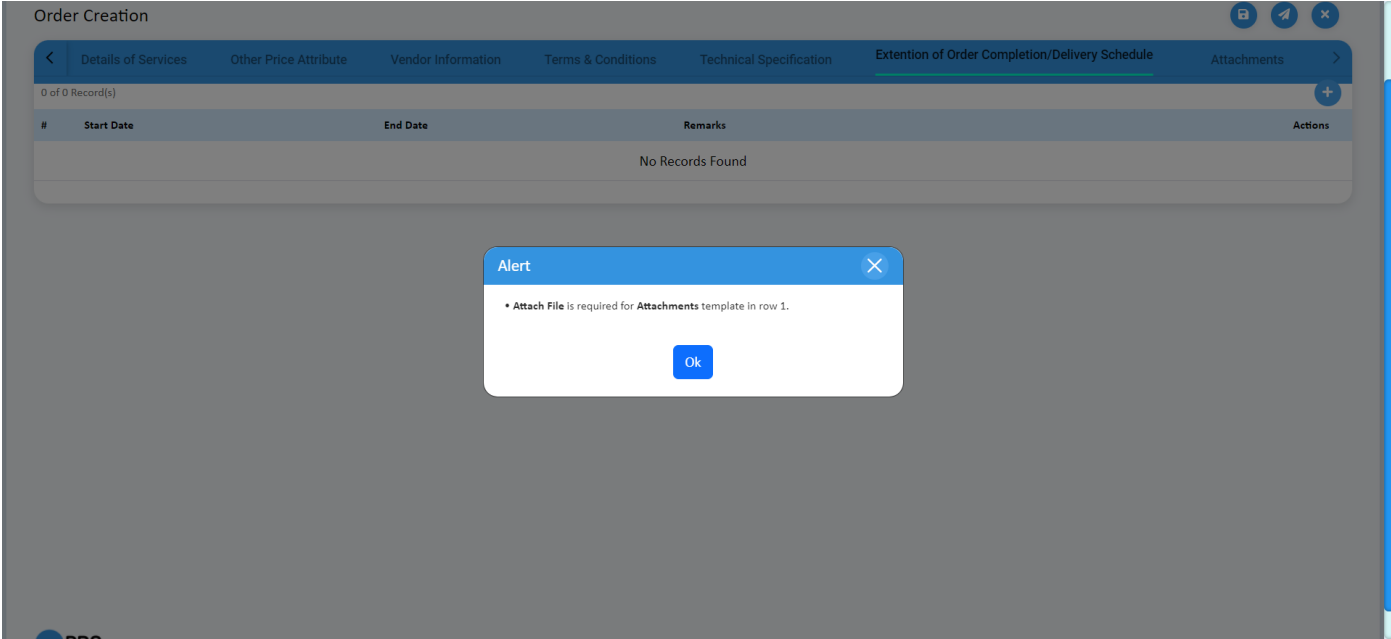 Order Creation
Details of Services Other Price Attribute Vendor Information Terms & Conditions Technical Specification Extention of Order Completion/Delivery Schedule Attachments
0 of 0 Record(s)
# Start Date End Date Remarks Actions
No Records Found
Alert
• Attach File is required for Attachments template in row 1.
Ok